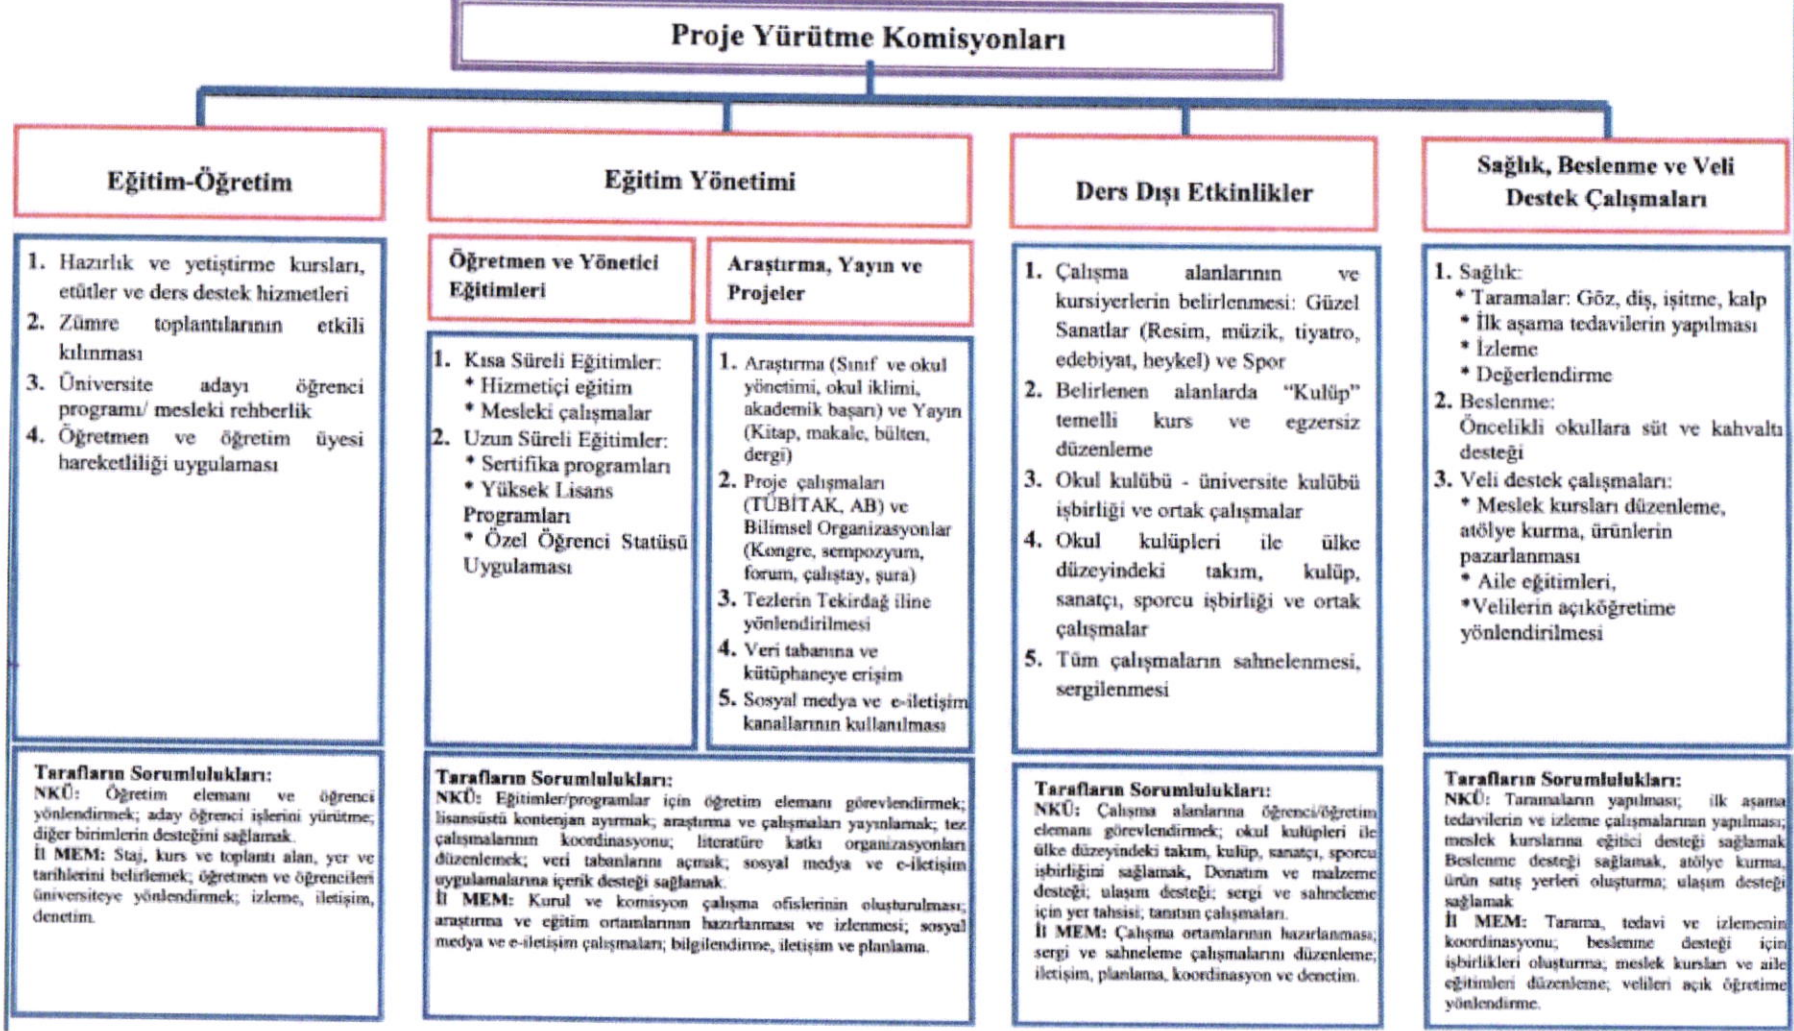 Proje Yürütme Komisyonları
Eğitim-Öğretim
1. Hazırlık ve yetiştirme kursları,
etütler ve ders destek hizmetleri
2. Zümre toplantılarının etkili
kılınması
3. Üniversite adayı öğrenci
programı/ mesleki rehberlik
4. Öğretmen ve öğretim üyesi
hareketliliği uygulaması
Tarafların Sorumlulukları:
NKÜ: Öğretim elemanı ve öğrenci
yönlendirmek; aday öğrenci işlerini yürütme;
diğer birimlerin desteğini sağlamak.
İl MEM: Staj, kurs ve toplantı alan, yer ve
tarihlerini belirlemek; öğretmen ve öğrencileri
üniversiteye yönlendirmek; izleme, iletişim,
denetim.
Eğitim Yönetimi
Öğretmen ve Yönetici
Eğitimleri
1. Kısa Süreli Eğitimler:
* Hizmetiçi eğitim
* Mesleki çalışmalar
2. Uzun Süreli Eğitimler:
* Sertifika programları
* Yüksek Lisans
Programları
* Özel Öğrenci Statüsü
Uygulaması
Araştırma, Yayın ve
Projeler
1. Araştırma (Sınıf ve okul
yönetimi, okul iklimi,
akademik başarı) ve Yayın
(Kitap, makale, bülten,
dergi)
2. Proje çalışmaları
(TÜBİTAK, AB) ve
Bilimsel Organizasyonlar
(Kongre, sempozyum,
forum, çalıştay, şura)
3. Tezlerin Tekirdağ iline
yönlendirilmesi
4. Veri tabanına ve
kütüphaneye erişim
5. Sosyal medya ve e-iletişim
kanallarının kullanılması
Tarafların Sorumlulukları:
NKÜ: Eğitimler/programlar için öğretim elemanı görevlendirmek;
lisansüstü kontenjan ayırmak; araştırma ve çalışmaları yayınlamak; tez
çalışmalarının koordinasyonu; literatüre katkı organizasyonları
düzenlemek; veri tabanlarını açmak; sosyal medya ve e-iletişim
uygulamalarına içerik desteği sağlamak.
İl MEM: Kurul ve komisyon çalışma ofislerinin oluşturulması;
araştırma ve eğitim ortamlarının hazırlanması ve izlenmesi; sosyal
medya ve e-iletişim çalışmaları; bilgilendirme, iletişim ve planlama.
Ders Dışı Etkinlikler
1. Çalışma alanlarının ve
kursiyerlerin belirlenmesi: Güzel
Sanatlar (Resim, müzik, tiyatro,
edebiyat, heykel) ve Spor
2. Belirlenen alanlarda “Kulüp”
temelli kurs ve egzersiz
düzenleme
3. Okul kulübü - üniversite kulübü
işbirliği ve ortak çalışmalar
4. Okul kulüpleri ile ülke
düzeyindeki takım, kulüp,
sanatçı, sporcu işbirliği ve ortak
çalışmalar
5. Tüm çalışmaların sahnelenmesi,
sergilenmesi
Tarafların Sorumlulukları:
NKÜ: Çalışma alanlarına öğrenci/öğretim
elemanı görevlendirmek; okul kulüpleri ile
ülke düzeyindeki takım, kulüp, sanatçı, sporcu
işbirliğini sağlamak, Donatım ve malzeme
desteği; ulaşım desteği; sergi ve sahneleme
için yer tahsisi; tanıtım çalışmaları.
İl MEM: Çalışma ortamlarının hazırlanması;
sergi ve sahneleme çalışmalarını düzenleme;
iletişim, planlama, koordinasyon ve denetim.
Sağlık, Beslenme ve Veli
Destek Çalışmaları
1. Sağlık:
* Taramalar: Göz, diş, işitme, kalp
* İlk aşama tedavilerin yapılması
* İzleme
* Değerlendirme
2. Beslenme:
Öncelikli okullara süt ve kahvaltı
desteği
3. Veli destek çalışmaları:
* Meslek kursları düzenleme,
atölye kurma, ürünlerin
pazarlanması
* Aile eğitimleri,
*Velilerin açıköğretime
yönlendirilmesi
Tarafların Sorumlulukları:
NKÜ: Taramaların yapılması; ilk aşama
tedavilerin ve izleme çalışmalarının yapılması;
meslek kurslarına eğitici desteği sağlamak
Beslenme desteği sağlamak, atölye kurma,
ürün satış yerleri oluşturma; ulaşım desteği
sağlamak
İl MEM: Tarama, tedavi ve izlemenin
koordinasyonu; beslenme desteği için
işbirlikleri oluşturma; meslek kursları ve aile
eğitimleri düzenleme; velileri açık öğretime
yönlendirme.